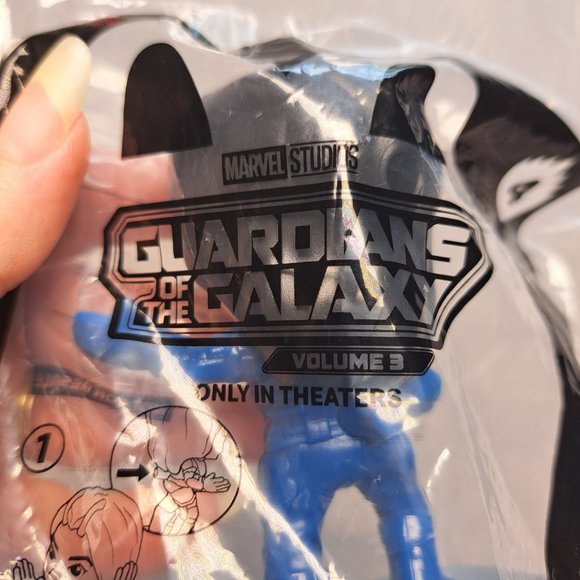 MARVEL STUDIOS
GUARDIANS
OF THE GALAXY
VOLUME 3
ONLY IN THEATERS
1